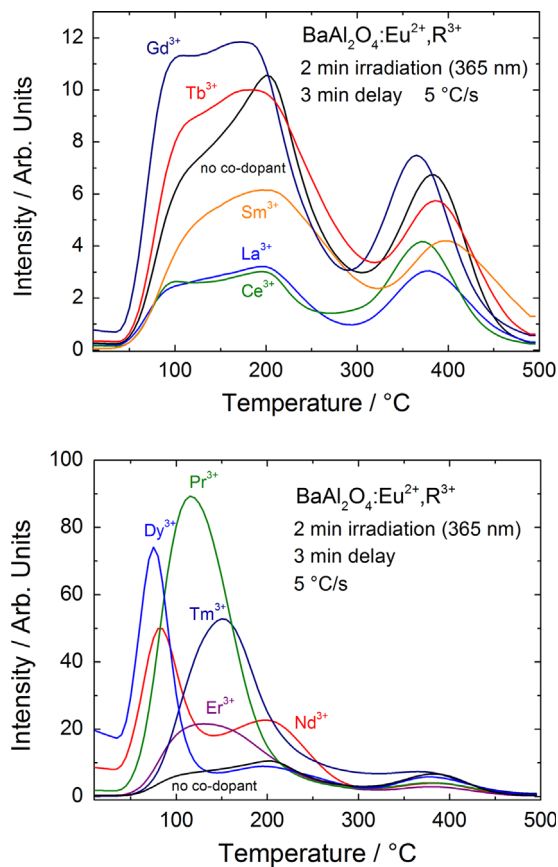 BaAl₂O₄:Eu²⁺,R³⁺
2 min irradiation (365 nm)
3 min delay 5 °C/s
Gd³⁺
Tb³⁺
no co-dopant
Sm³⁺
La³⁺
Ce³⁺
Intensity / Arb. Units
12
10
8
6
4
2
0
100 200 300 400 500
Temperature / °C
BaAl₂O₄:Eu²⁺,R³⁺
2 min irradiation (365 nm)
3 min delay
5 °C/s
Pr³⁺
Dy³⁺
Tm³⁺
Er³⁺
Nd³⁺
no co-dopant
Intensity / Arb. Units
100
80
60
40
20
0
100 200 300 400 500
Temperature / °C